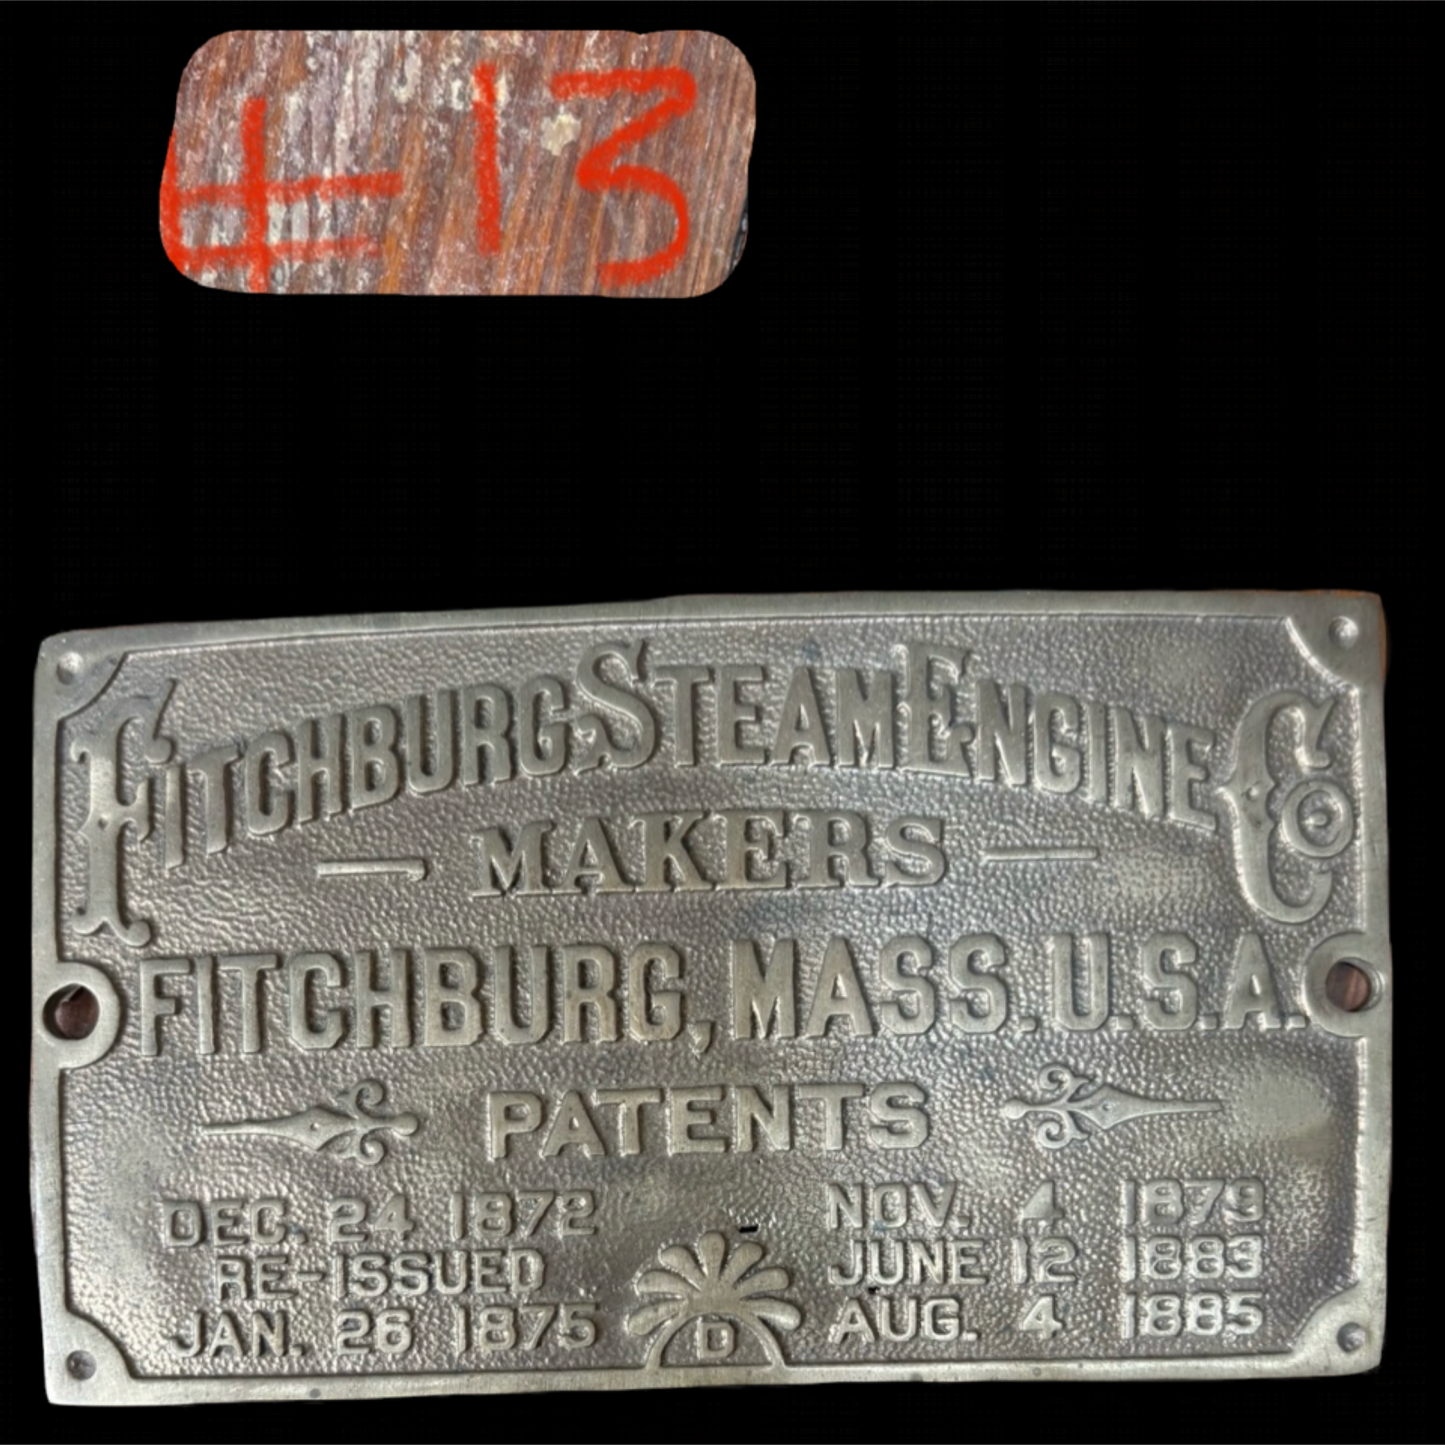 #13
FITCHBURG STEAM ENGINE Co
— MAKERS —
FITCHBURG, MASS. U.S.A.
PATENTS
DEC. 24 1872 NOV. 4 1879
RE-ISSUED JUNE 12 1883
JAN. 26 1875 AUG. 4 1885
D